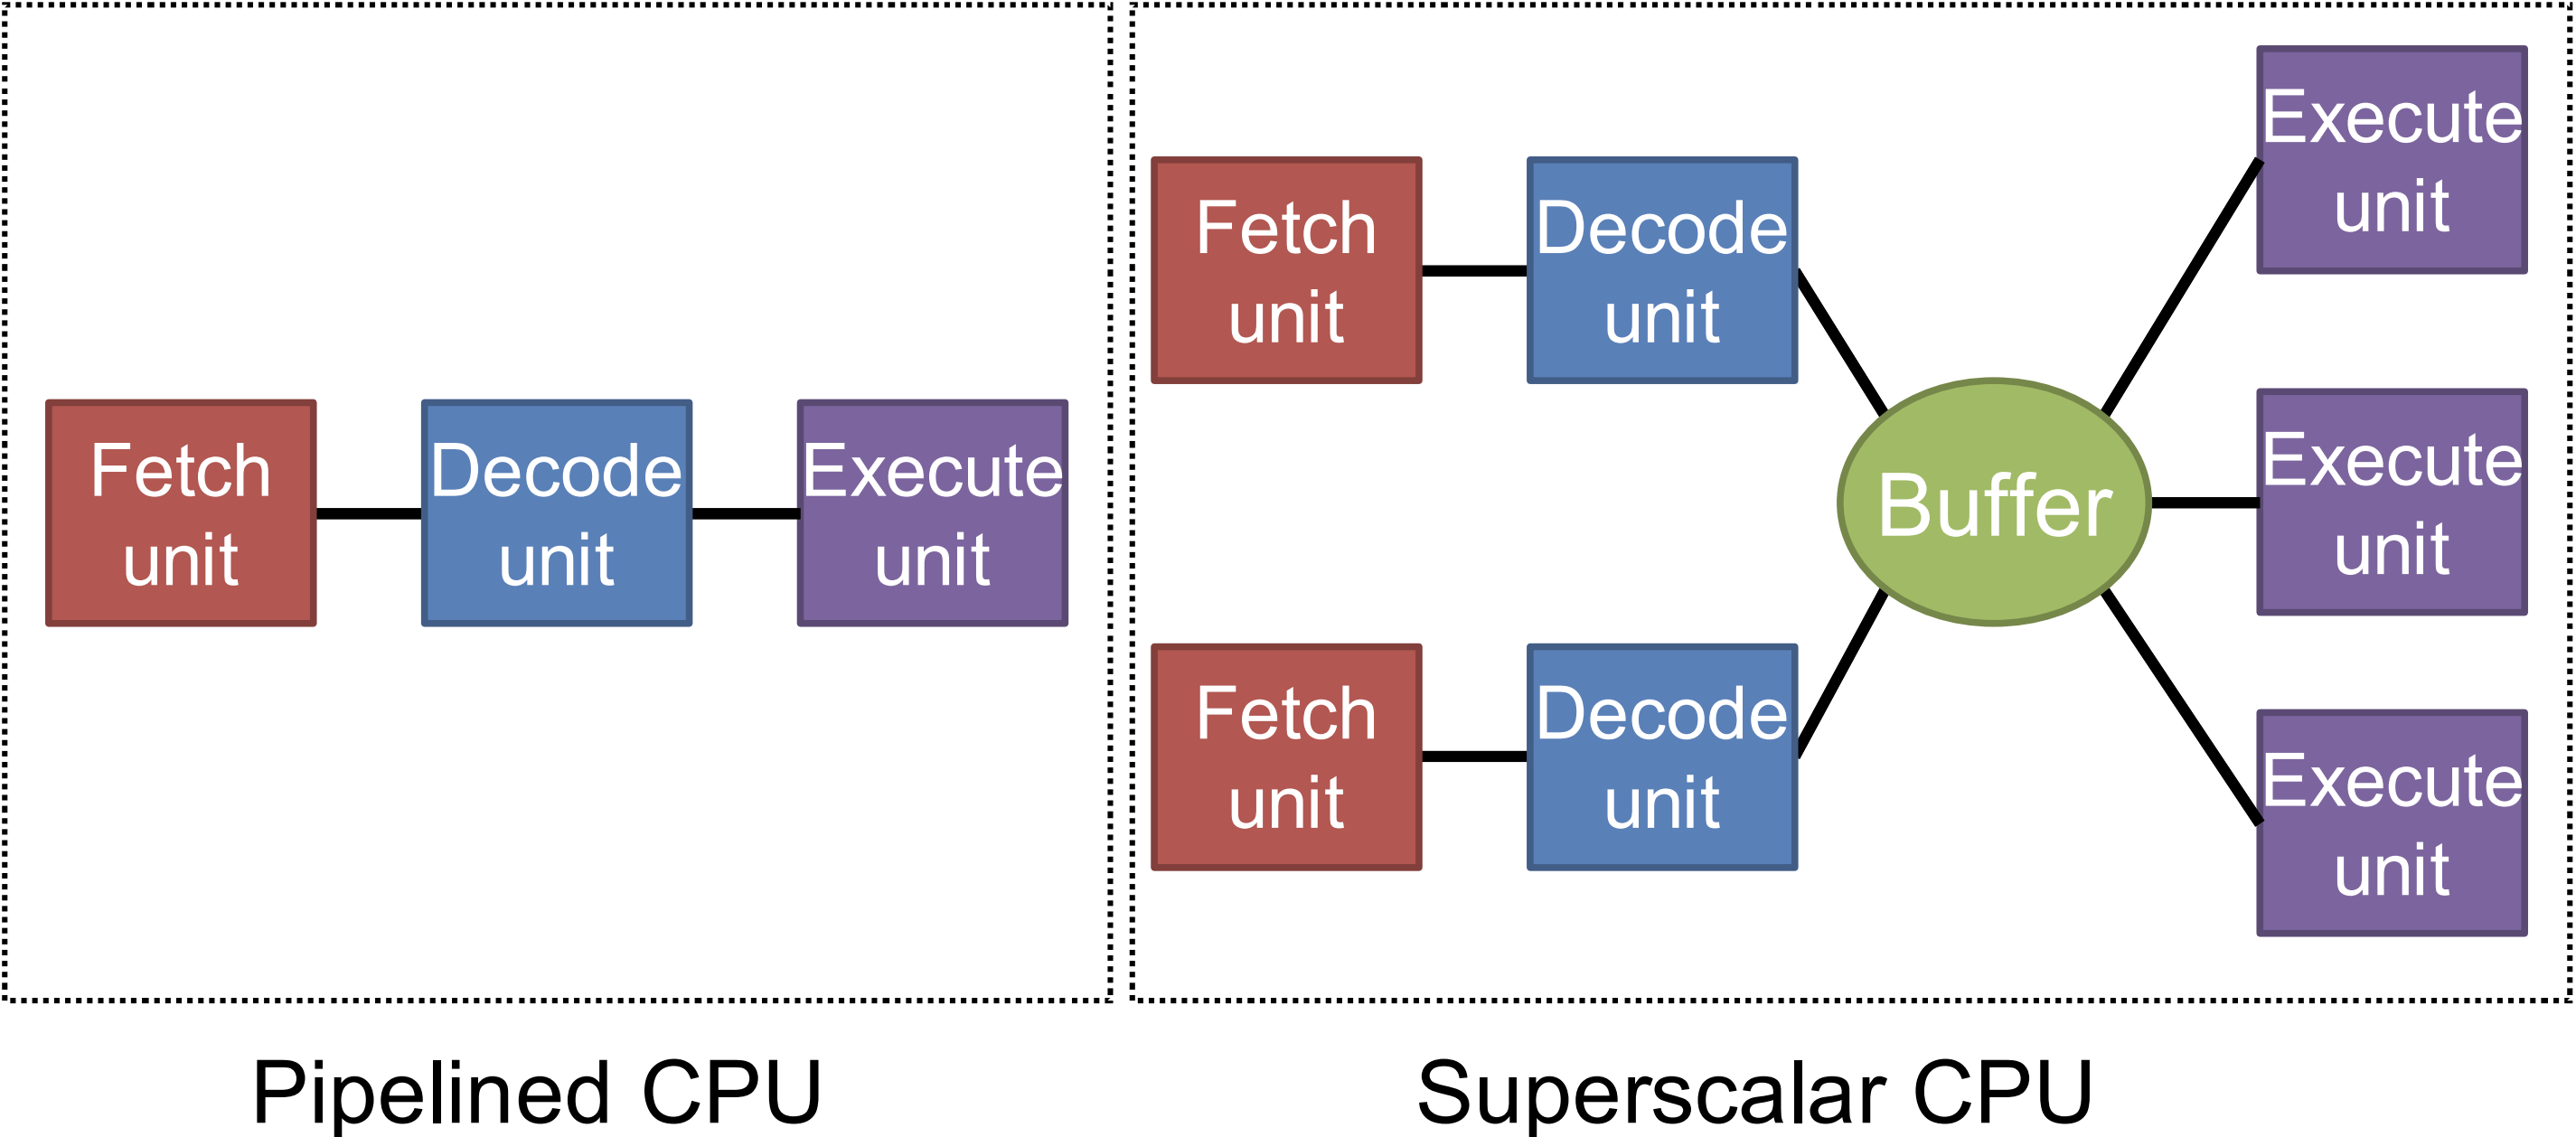 Fetch
unit
Decode
unit
Execute
unit
Pipelined CPU
Fetch
unit
Decode
unit
Fetch
unit
Decode
unit
Buffer
Execute
unit
Execute
unit
Execute
unit
Superscalar CPU